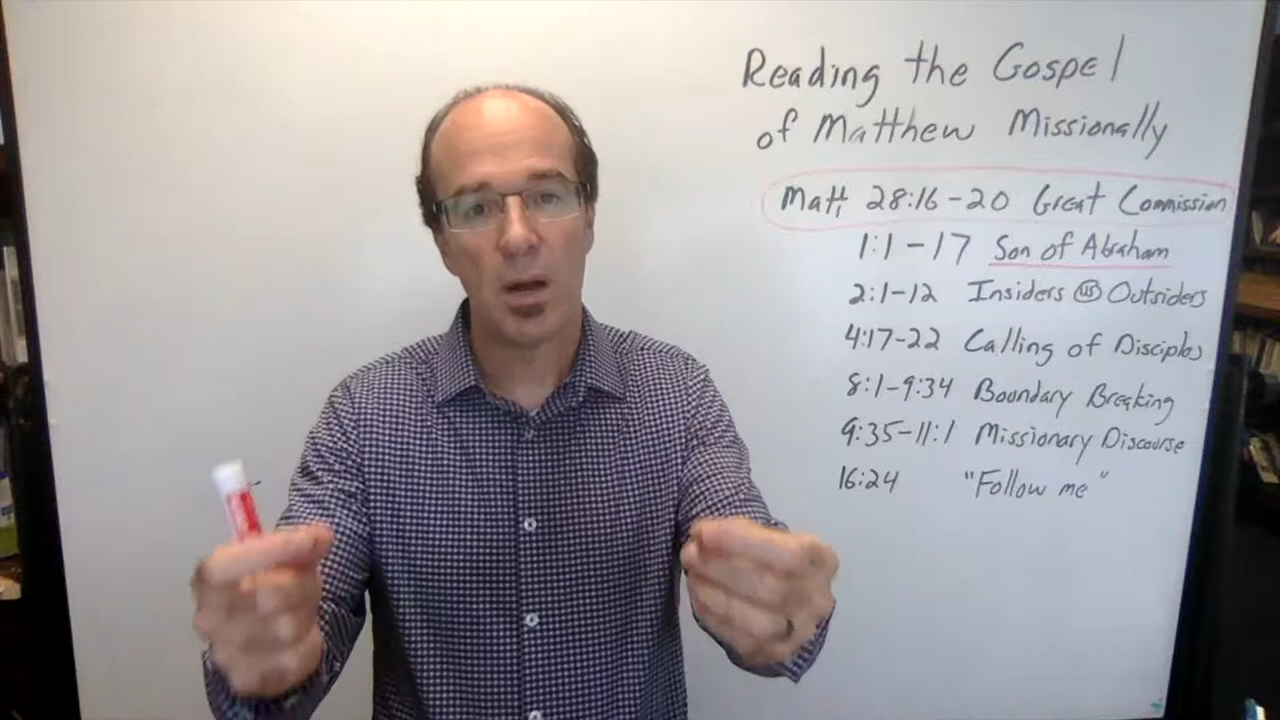 Reading the Gospel
of Matthew Missionally
Matt 28:16-20 Great Commission
1:1-17 Son of Abraham
2:1-12 Insiders vs Outsiders
4:17-22 Calling of Disciples
8:1-9:34 Boundary Breaking
9:35-11:1 Missionary Discourse
16:24 "Follow me"